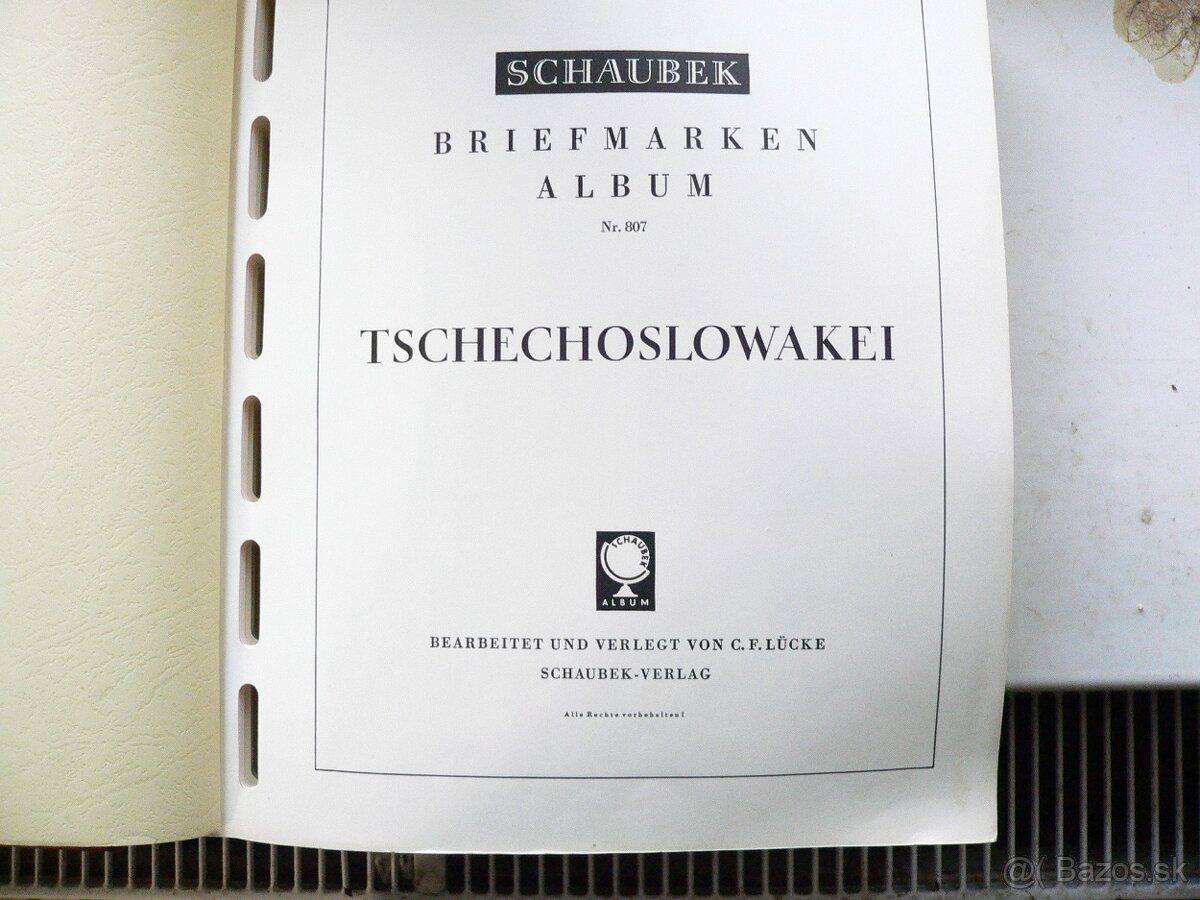 SCHAUBEK
BRIEFMARKEN
ALBUM
Nr. 807
TSCHECHOSLOWAKEI
SCHAUBEK
ALBUM
BEARBEITET UND VERLEGT VON C. F. LÜCKE
SCHAUBEK-VERLAG
Alle Rechte vorbehalten!
@( Bazos.sk